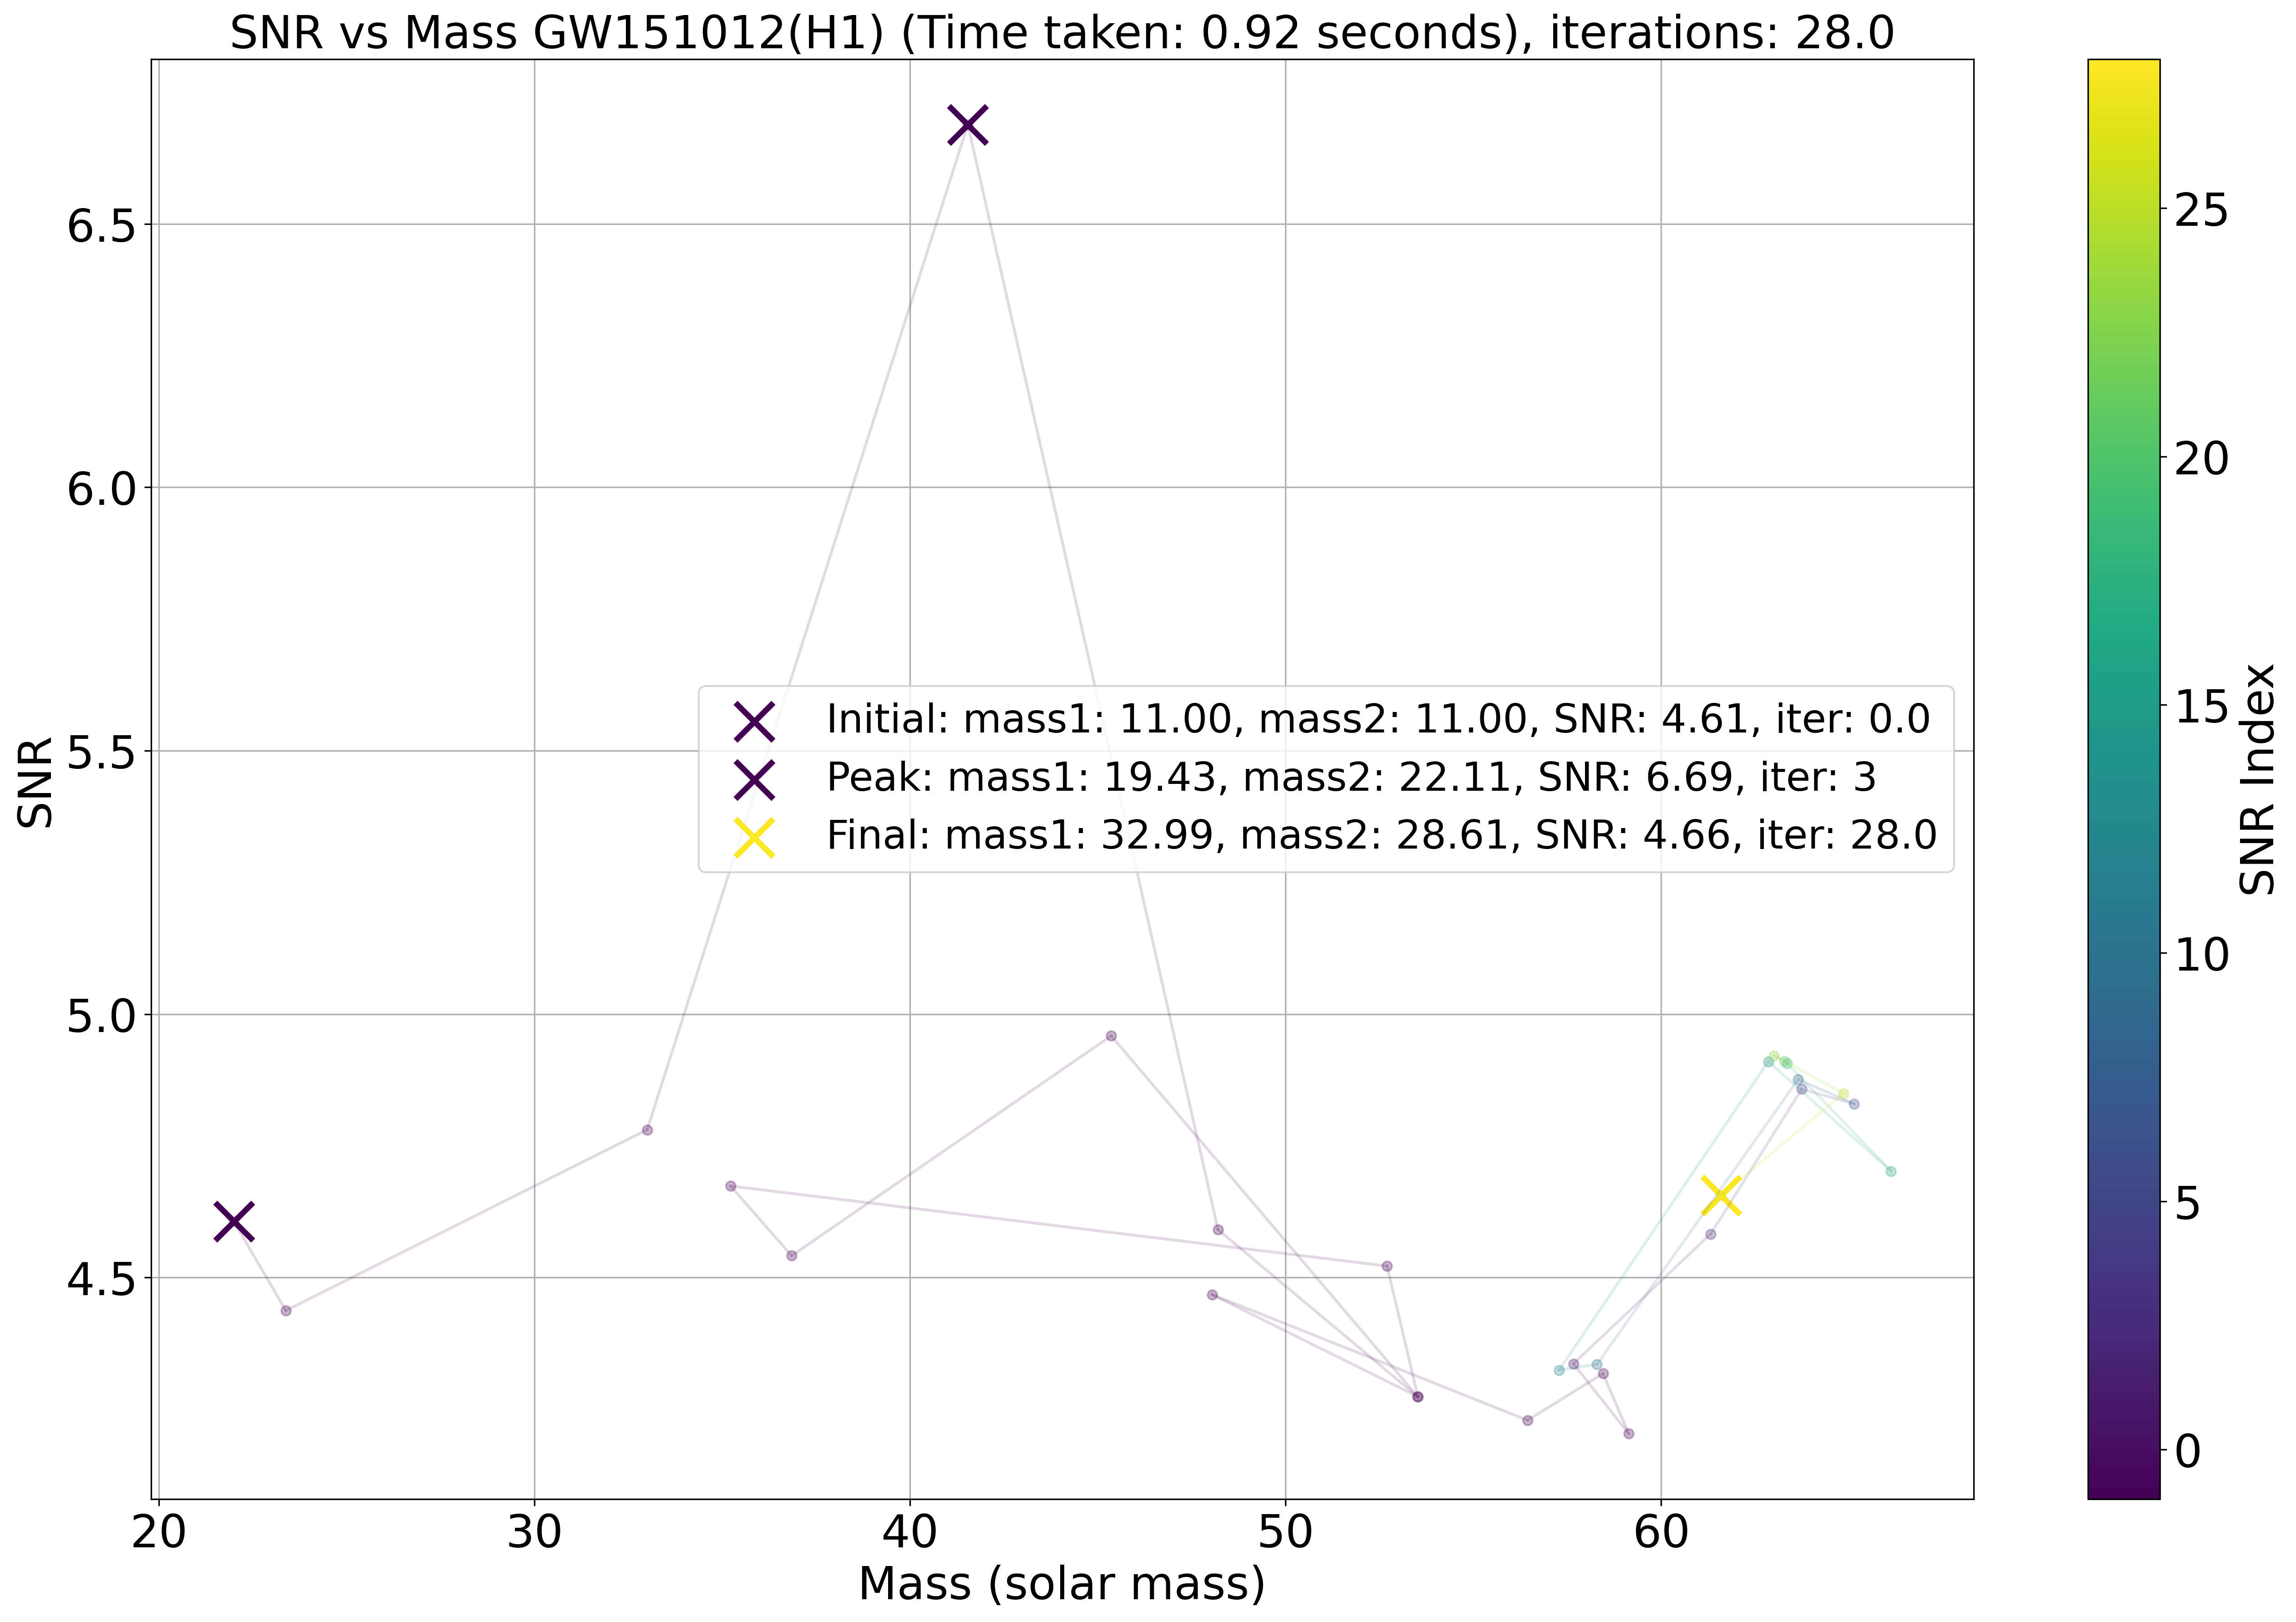 SNR vs Mass GW151012(H1) (Time taken: 0.92 seconds), iterations: 28.0
6.5
6.0
5.5
5.0
4.5
SNR
Initial: mass1: 11.00, mass2: 11.00, SNR: 4.61, iter: 0.0
Peak: mass1: 19.43, mass2: 22.11, SNR: 6.69, iter: 3
Final: mass1: 32.99, mass2: 28.61, SNR: 4.66, iter: 28.0
20 30 40 50 60
Mass (solar mass)
25
20
15
10
5
0
SNR Index